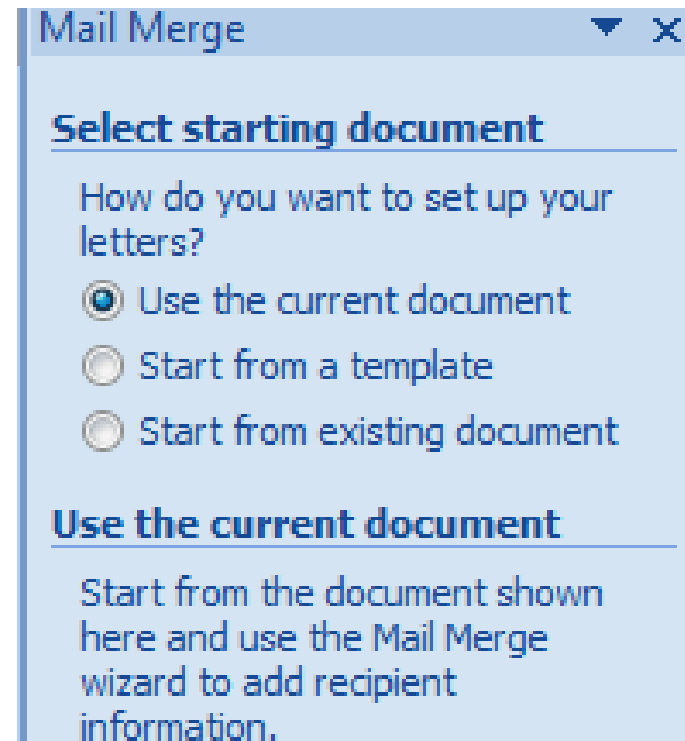 Mail Merge
Select starting document
How do you want to set up your
letters?
Use the current document
Start from a template
Start from existing document
Use the current document
Start from the document shown
here and use the Mail Merge
wizard to add recipient
information.